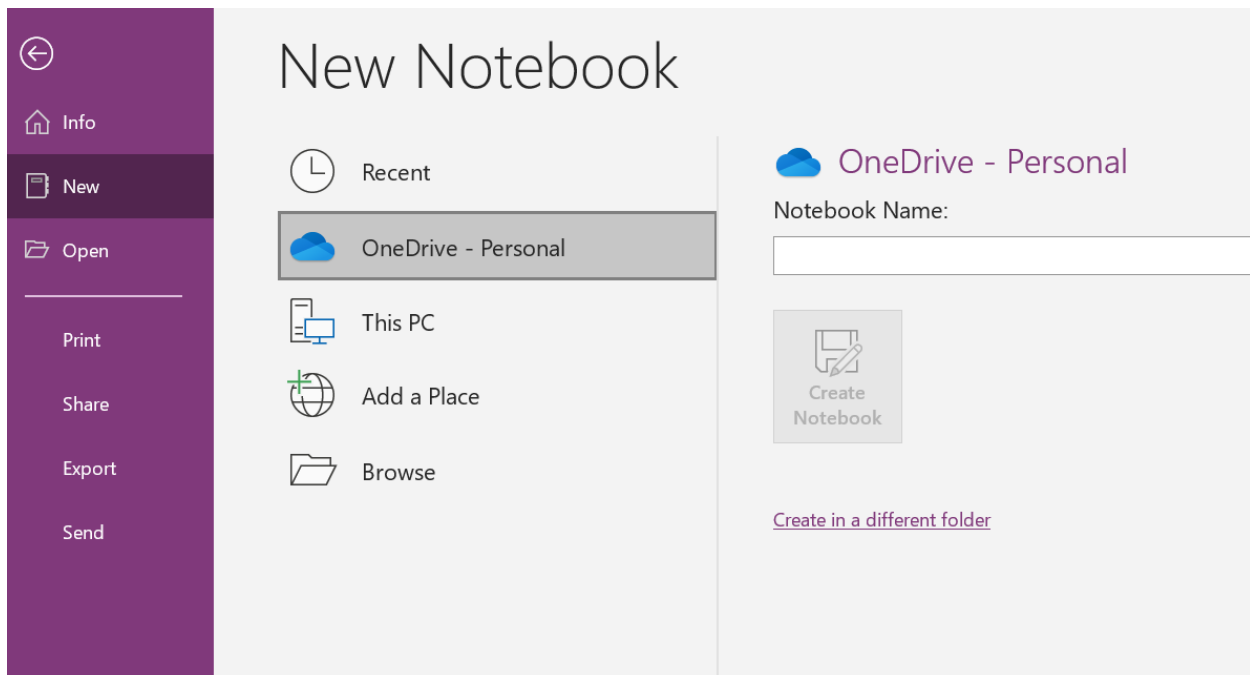 New Notebook
Info
New
Open
Print
Share
Export
Send
Recent
OneDrive - Personal
This PC
Add a Place
Browse
OneDrive - Personal
Notebook Name:
Create
Notebook
Create in a different folder